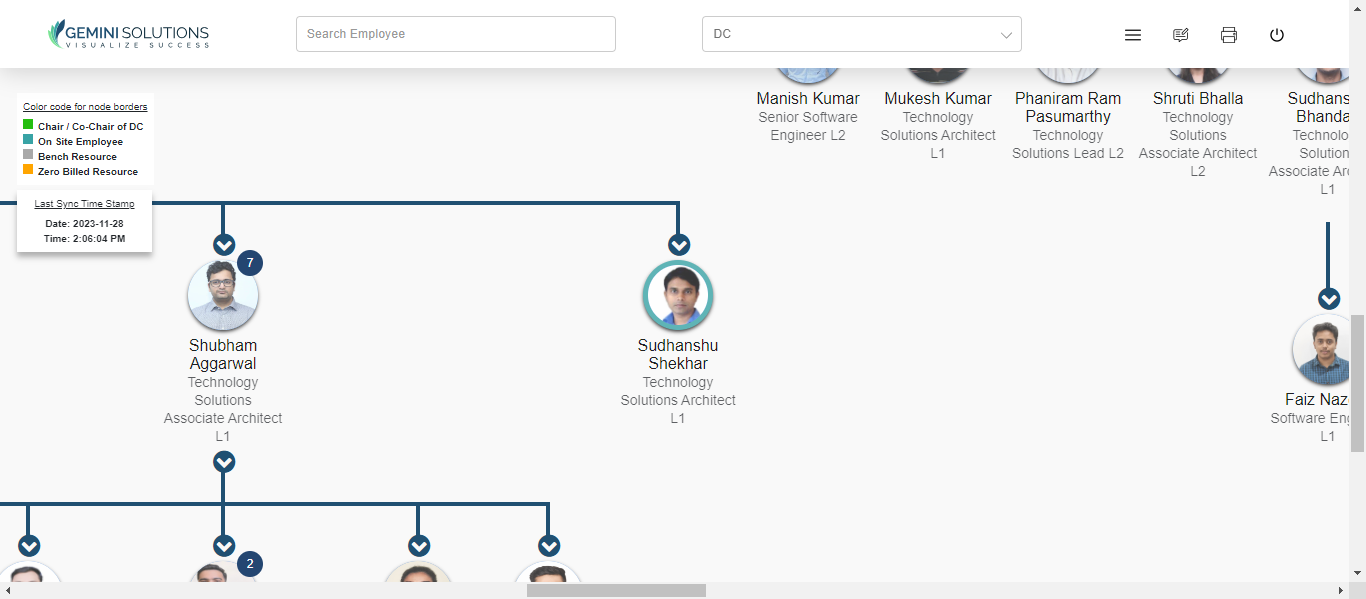 GEMINI SOLUTIONS
VISUALIZE SUCCESS
Search Employee
DC
Color code for node borders
Chair / Co-Chair of DC
On Site Employee
Bench Resource
Zero Billed Resource
Last Sync Time Stamp
Date: 2023-11-28
Time: 2:06:04 PM
Manish Kumar
Senior Software
Engineer L2
Mukesh Kumar
Technology
Solutions Architect
L1
Phaniram Ram
Pasumarthy
Technology
Solutions Lead L2
Shruti Bhalla
Technology
Solutions
Associate Architect
L2
Sudhans
Bhanda
Technolo
Solution
Associate Arc
L1
7
Shubham
Aggarwal
Technology
Solutions
Associate Architect
L1
Sudhanshu
Shekhar
Technology
Solutions Architect
L1
Faiz Naz
Software Eng
L1
2